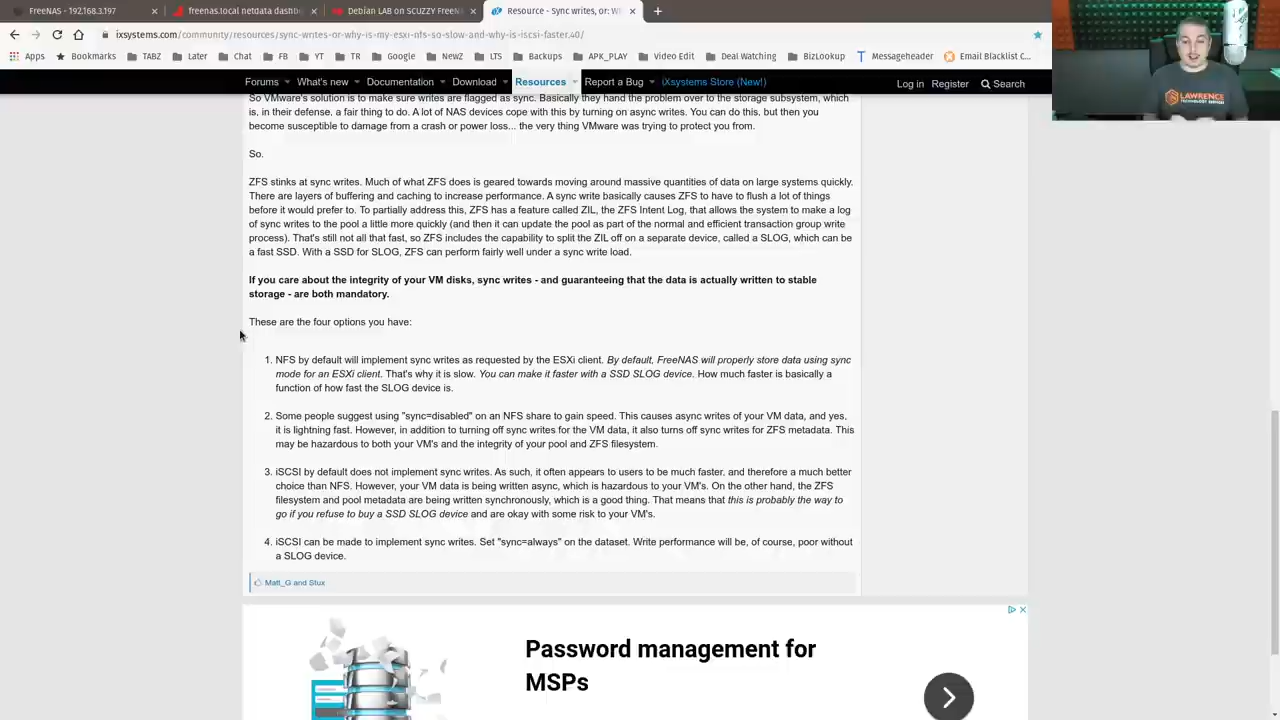 FreeNAS - 192.168.3.197
freenas.local netdata dashbo
Debian LAB on SCUZZY FreeNA
Resource - Sync writes, or: W
ixsystems.com/community/resources/sync-writes-or-why-is-my-esxi-nfs-so-slow-and-why-is-iscsi-faster.40/
Apps Bookmarks TABZ Later Chat FB YT TR Google NewZ LTS Backups APK_PLAY Video Edit Deal Watching BizLookup Messageheader Email Blacklist C...
Forums What's new Documentation Download Resources Report a Bug iXsystems Store (New!) Log in Register Search
LAWRENCE
So VMware's solution is to make sure writes are flagged as sync. Basically they hand the problem over to the storage subsystem, which
is, in their defense, a fair thing to do. A lot of NAS devices cope with this by turning on async writes. You can do this, but then you
become susceptible to damage from a crash or power loss... the very thing VMware was trying to protect you from.
So.
ZFS stinks at sync writes. Much of what ZFS does is geared towards moving around massive quantities of data on large systems quickly.
There are layers of buffering and caching to increase performance. A sync write basically causes ZFS to have to flush a lot of things
before it would prefer to. To partially address this, ZFS has a feature called ZIL, the ZFS Intent Log, that allows the system to make a log
of sync writes to the pool a little more quickly (and then it can update the pool as part of the normal and efficient transaction group write
process). That's still not all that fast, so ZFS includes the capability to split the ZIL off on a separate device, called a SLOG, which can be
a fast SSD. With a SSD for SLOG, ZFS can perform fairly well under a sync write load.
If you care about the integrity of your VM disks, sync writes - and guaranteeing that the data is actually written to stable
storage - are both mandatory.
These are the four options you have:
1. NFS by default will implement sync writes as requested by the ESXi client. By default, FreeNAS will properly store data using sync
mode for an ESXi client. That's why it is slow. You can make it faster with a SSD SLOG device. How much faster is basically a
function of how fast the SLOG device is.
2. Some people suggest using "sync=disabled" on an NFS share to gain speed. This causes async writes of your VM data, and yes,
it is lightning fast. However, in addition to turning off sync writes for the VM data, it also turns off sync writes for ZFS metadata. This
may be hazardous to both your VM's and the integrity of your pool and ZFS filesystem.
3. iSCSI by default does not implement sync writes. As such, it often appears to users to be much faster, and therefore a much better
choice than NFS. However, your VM data is being written async, which is hazardous to your VM's. On the other hand, the ZFS
filesystem and pool metadata are being written synchronously, which is a good thing. That means that this is probably the way to
go if you refuse to buy a SSD SLOG device and are okay with some risk to your VM's.
4. iSCSI can be made to implement sync writes. Set "sync=always" on the dataset. Write performance will be, of course, poor without
a SLOG device.
Matt_G and Stux
Password management for
MSPs